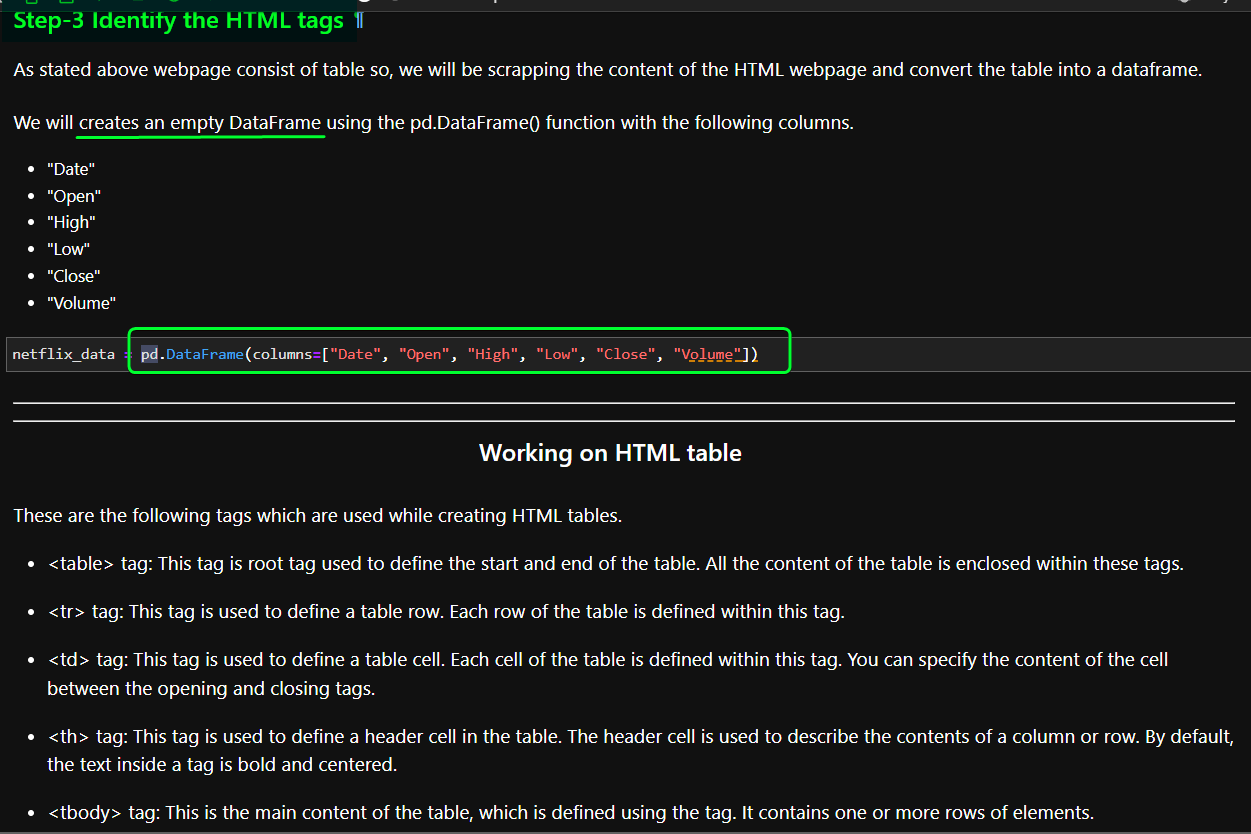 Step-3 Identify the HTML tags ¶
As stated above webpage consist of table so, we will be scrapping the content of the HTML webpage and convert the table into a dataframe.
We will creates an empty DataFrame using the pd.DataFrame() function with the following columns.
• "Date"
• "Open"
• "High"
• "Low"
• "Close"
• "Volume"
netflix_data = pd.DataFrame(columns=["Date", "Open", "High", "Low", "Close", "Volume"])
Working on HTML table
These are the following tags which are used while creating HTML tables.
• <table> tag: This tag is root tag used to define the start and end of the table. All the content of the table is enclosed within these tags.
• <tr> tag: This tag is used to define a table row. Each row of the table is defined within this tag.
• <td> tag: This tag is used to define a table cell. Each cell of the table is defined within this tag. You can specify the content of the cell
between the opening and closing tags.
• <th> tag: This tag is used to define a header cell in the table. The header cell is used to describe the contents of a column or row. By default,
the text inside a tag is bold and centered.
• <tbody> tag: This is the main content of the table, which is defined using the tag. It contains one or more rows of elements.